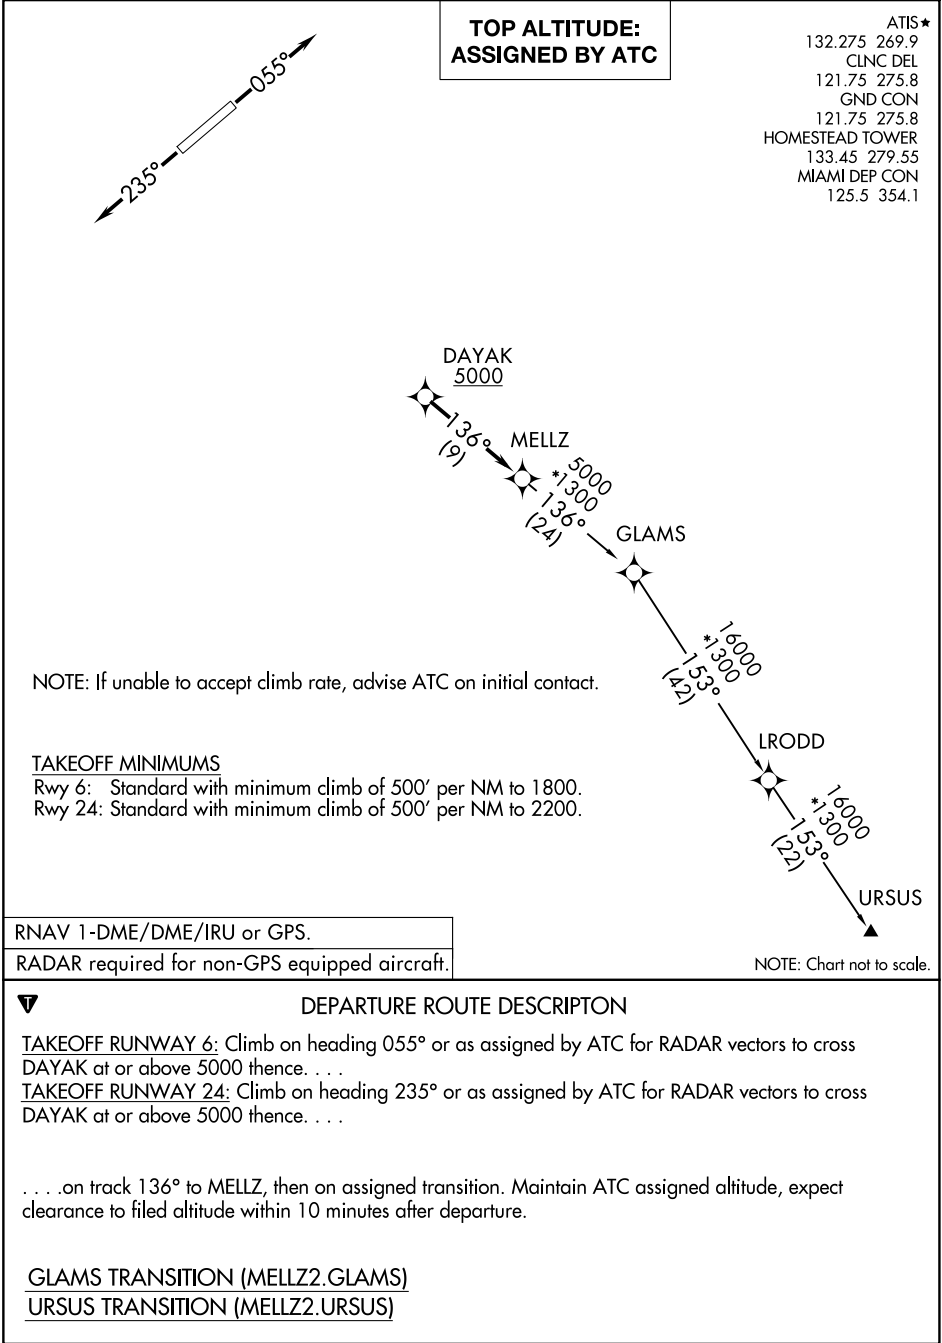 TOP ALTITUDE:
ASSIGNED BY ATC
ATIS★
132.275 269.9
CLNC DEL
121.75 275.8
GND CON
121.75 275.8
HOMESTEAD TOWER
133.45 279.55
MIAMI DEP CON
125.5 354.1
055°
235°
DAYAK
5000
136°
(9)
MELLZ
5000
*1300
136°
(24)
GLAMS
16000
*1300
153°
(42)
LRODD
16000
*1300
153°
(22)
URSUS
NOTE: If unable to accept climb rate, advise ATC on initial contact.
TAKEOFF MINIMUMS
Rwy 6: Standard with minimum climb of 500' per NM to 1800.
Rwy 24: Standard with minimum climb of 500' per NM to 2200.
RNAV 1-DME/DME/IRU or GPS.
RADAR required for non-GPS equipped aircraft.
NOTE: Chart not to scale.
T
DEPARTURE ROUTE DESCRIPTON
TAKEOFF RUNWAY 6: Climb on heading 055° or as assigned by ATC for RADAR vectors to cross
DAYAK at or above 5000 thence. . . .
TAKEOFF RUNWAY 24: Climb on heading 235° or as assigned by ATC for RADAR vectors to cross
DAYAK at or above 5000 thence. . . .
. . . .on track 136° to MELLZ, then on assigned transition. Maintain ATC assigned altitude, expect
clearance to filed altitude within 10 minutes after departure.
GLAMS TRANSITION (MELLZ2.GLAMS)
URSUS TRANSITION (MELLZ2.URSUS)